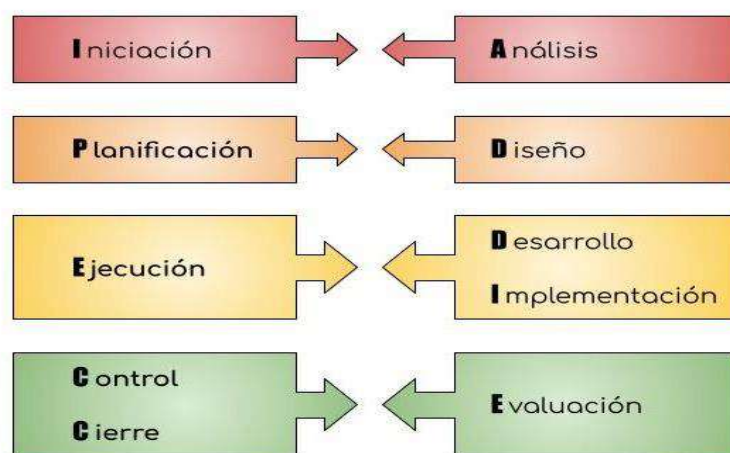 Iniciación
Análisis
Planificación
Diseño
Ejecución
Desarrollo
Implementación
Control
Cierre
Evaluación